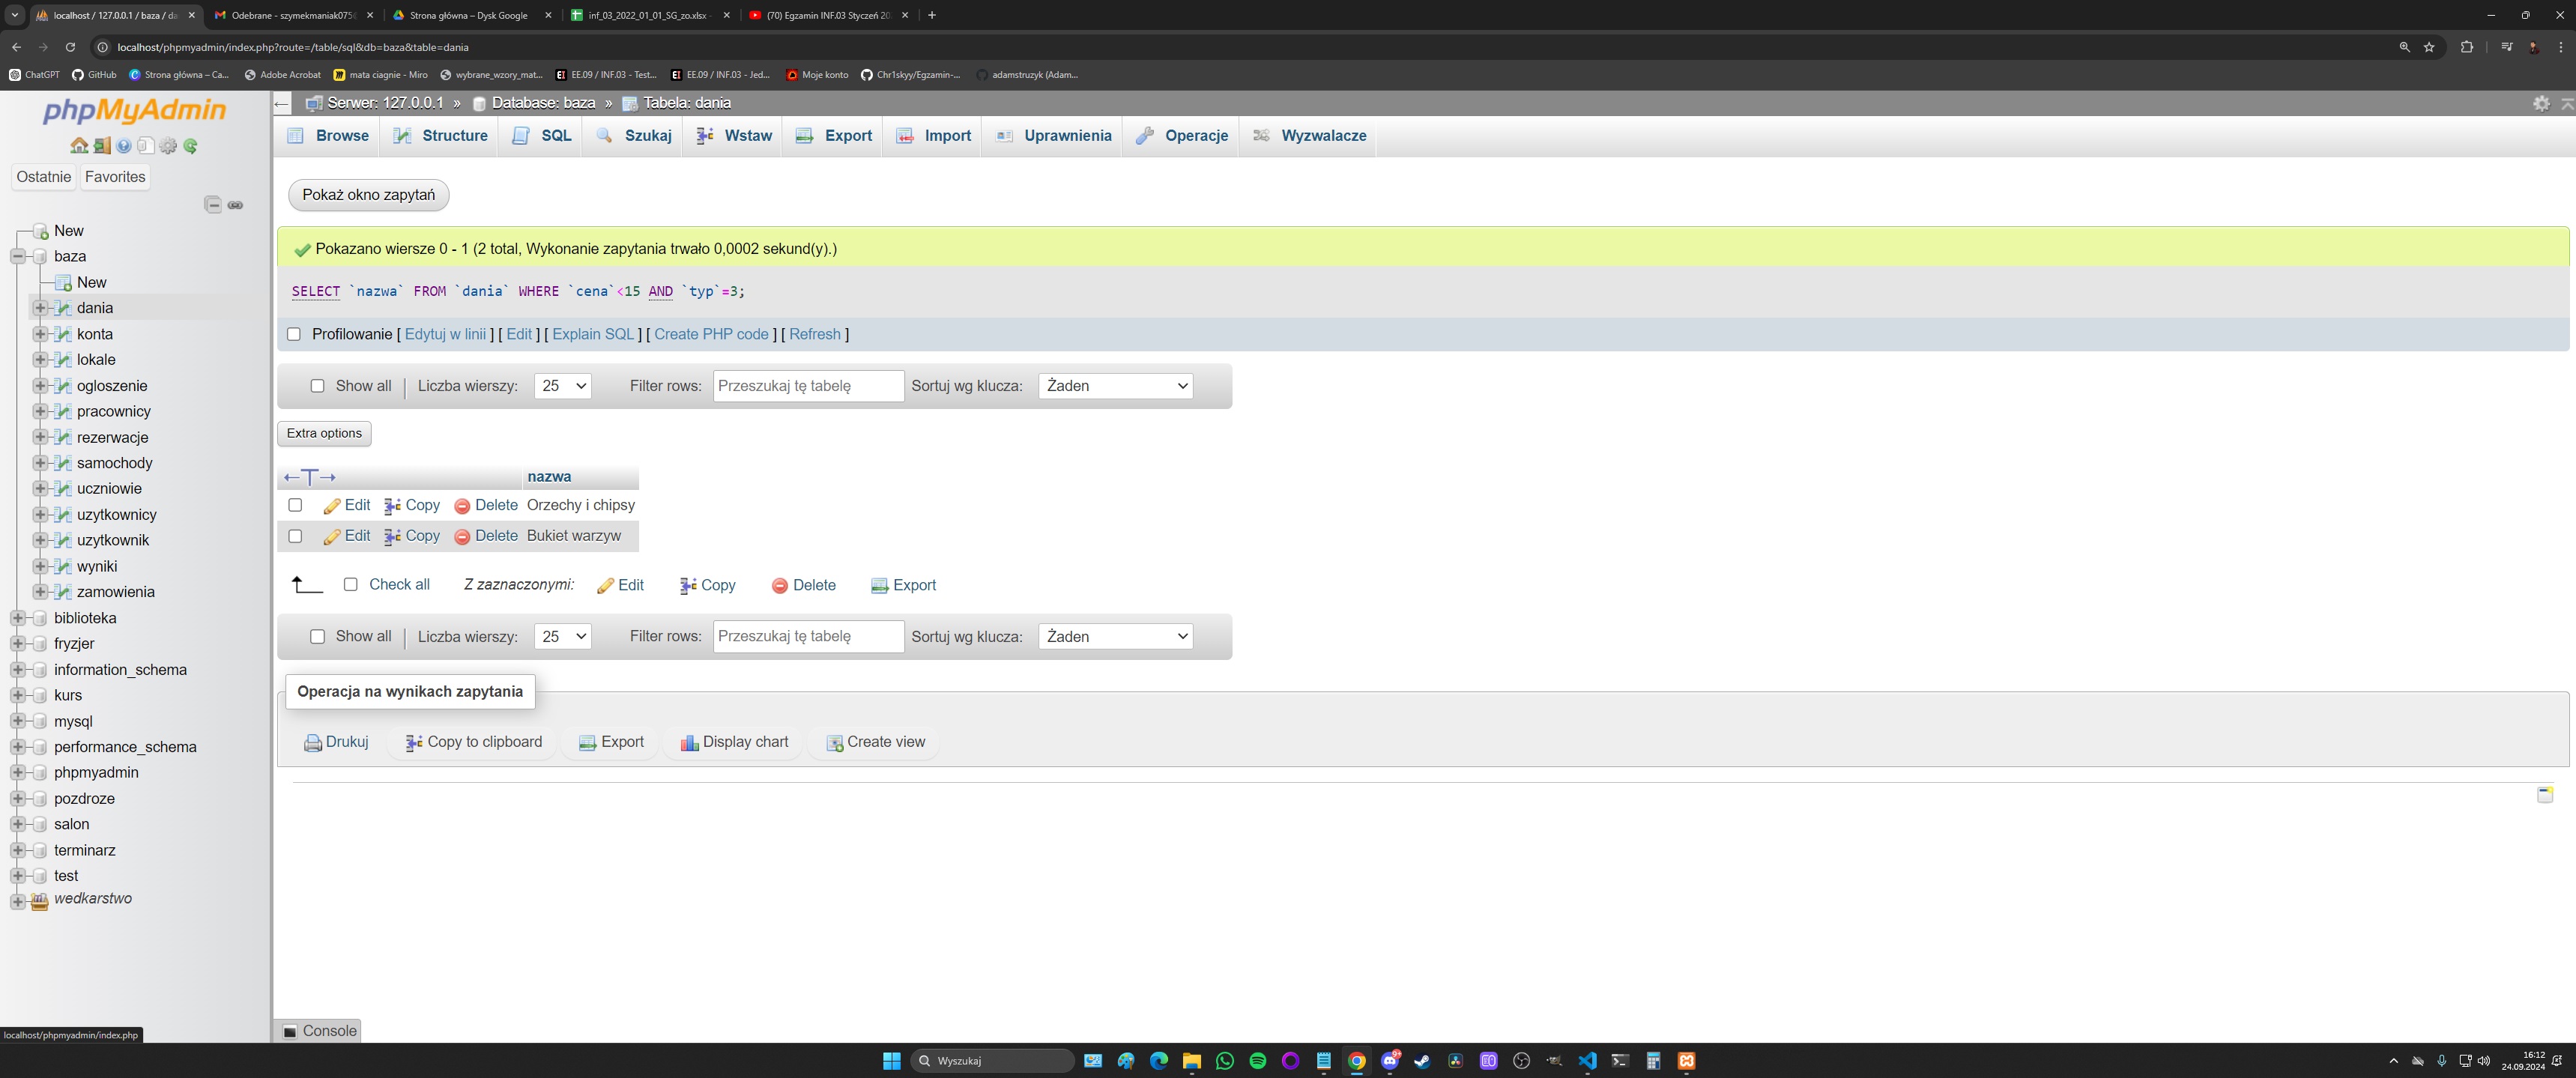 localhost / 127.0.0.1 / baza / da
Odebrane - szymekmaniak075
Strona główna – Dysk Google
inf_03_2022_01_01_SG_zo.xlsx -
(70) Egzamin INF.03 Styczeń 20
localhost/phpmyadmin/index.php?route=/table/sql&db=baza&table=dania
ChatGPT
GitHub
Strona główna – Ca...
Adobe Acrobat
mata ciagnie - Miro
wybrane_wzory_mat...
EE.09 / INF.03 - Test...
EE.09 / INF.03 - Jed...
Moje konto
Chr1skyy/Egzamin-...
adamstruzyk (Adam...
phpMyAdmin
Ostatnie
Favorites
New
baza
New
dania
konta
lokale
ogloszenie
pracownicy
rezerwacje
samochody
uczniowie
uzytkownicy
uzytkownik
wyniki
zamowienia
biblioteka
fryzjer
information_schema
kurs
mysql
performance_schema
phpmyadmin
pozdroze
salon
terminarz
test
wedkarstwo
localhost/phpmyadmin/index.php
Serwer: 127.0.0.1 » Database: baza » Tabela: dania
Browse Structure SQL Szukaj Wstaw Export Import Uprawnienia Operacje Wyzwalacze
Pokaż okno zapytań
Pokazano wiersze 0 - 1 (2 total, Wykonanie zapytania trwało 0,0002 sekund(y).)
SELECT `nazwa` FROM `dania` WHERE `cena`<15 AND `typ`=3;
Profilowanie [ Edytuj w linii ] [ Edit ] [ Explain SQL ] [ Create PHP code ] [ Refresh ]
Show all | Liczba wierszy: 25 Filter rows: Przeszukaj tę tabelę Sortuj wg klucza: Żaden
Extra options
nazwa
Edit Copy Delete Orzechy i chipsy
Edit Copy Delete Bukiet warzyw
Check all Z zaznaczonymi: Edit Copy Delete Export
Show all | Liczba wierszy: 25 Filter rows: Przeszukaj tę tabelę Sortuj wg klucza: Żaden
Operacja na wynikach zapytania
Drukuj Copy to clipboard Export Display chart Create view
Console
Wyszukaj
16:12
24.09.2024